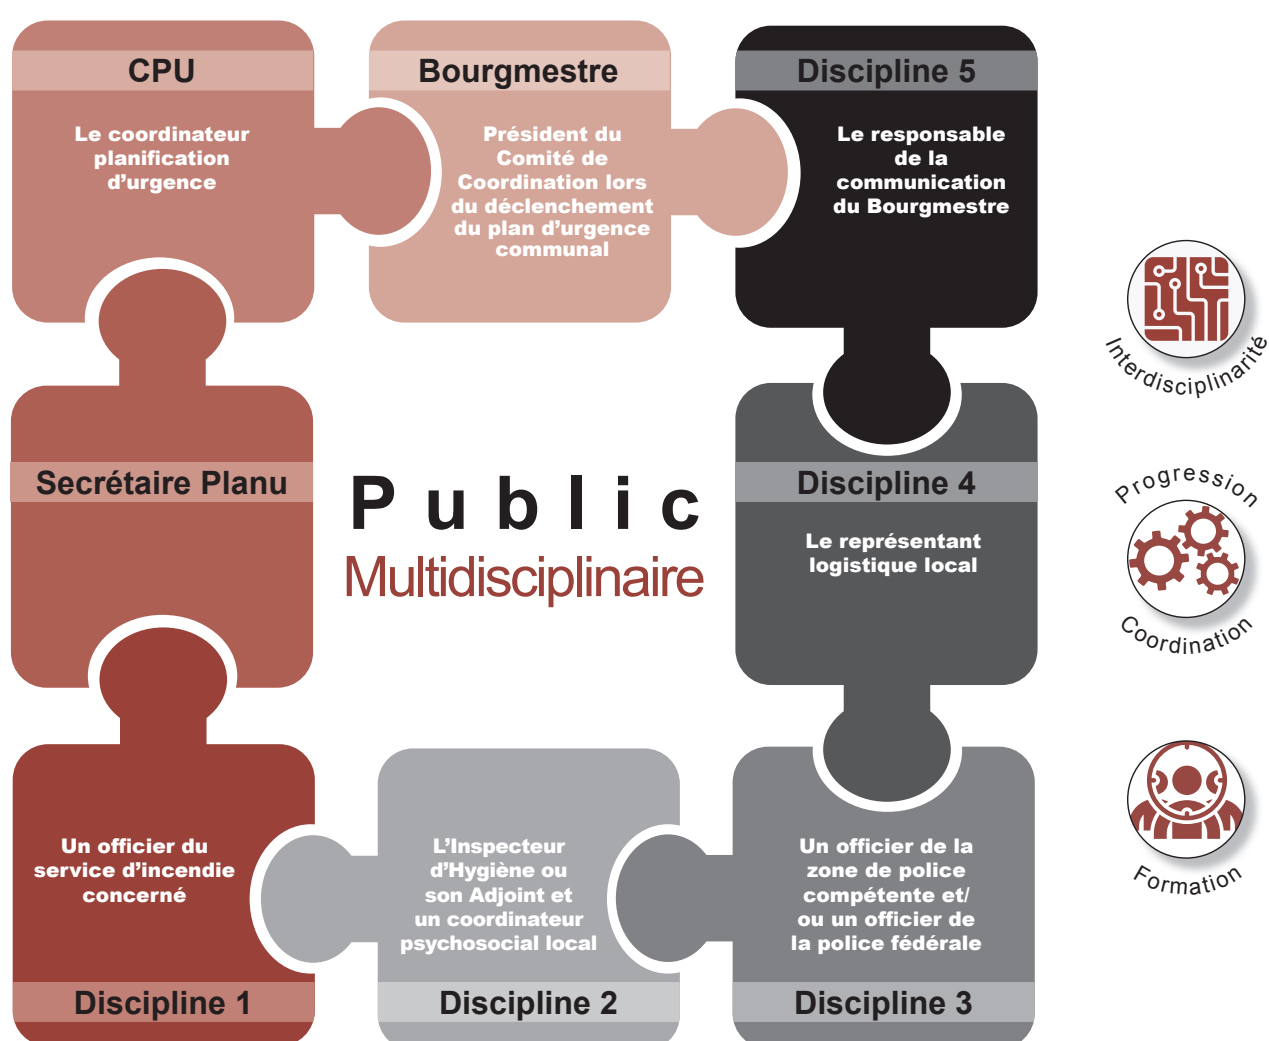 CPU
Le coordinateur
planification
d’urgence
Bourgmestre
Président du
Comité de
Coordination lors
du déclenchement
du plan d’urgence
communal
Discipline 5
Le responsable
de la
communication
du Bourgmestre
Interdisciplinarité
Secrétaire Planu
Public
Multidisciplinaire
Discipline 4
Le représentant
logistique local
Progression
Coordination
Un officier du
service d’incendie
concerné
Discipline 1
L’Inspecteur
d’Hygiène ou
son Adjoint et
un coordinateur
psychosocial local
Discipline 2
Un officier de la
zone de police
compétente et/
ou un officier de
la police fédérale
Discipline 3
Formation